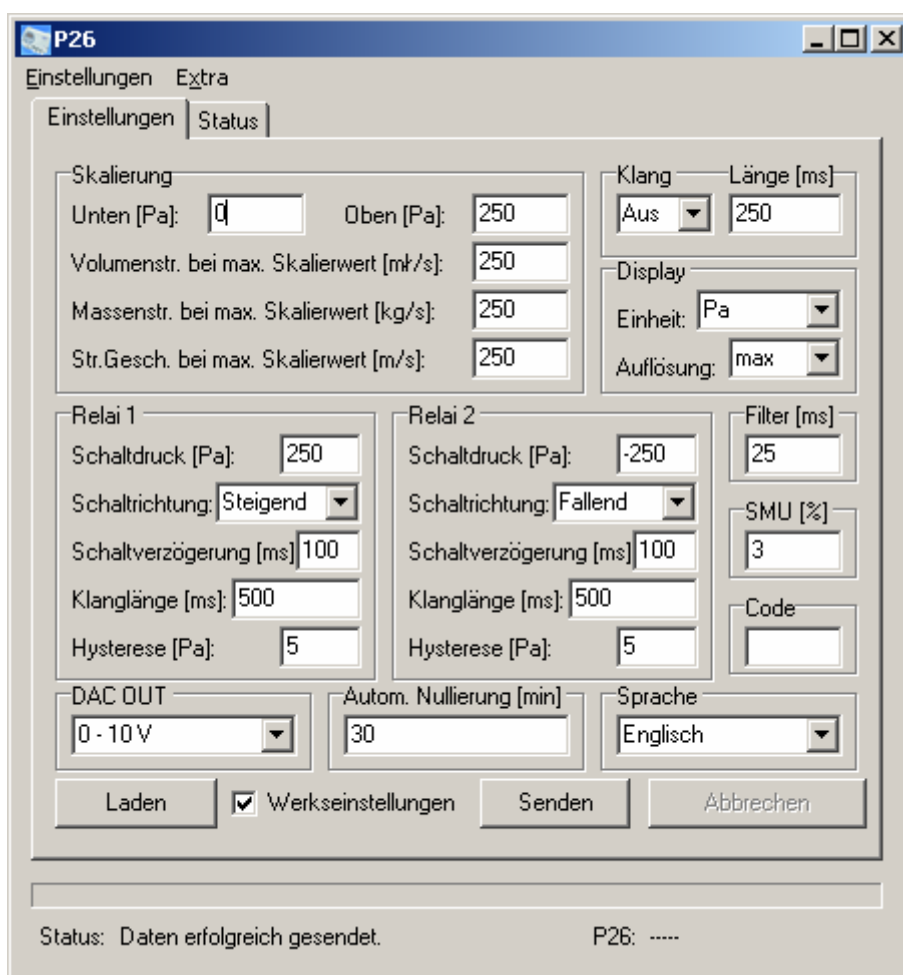 P26
Einstellungen Extra
Einstellungen Status
Skalierung
Unten [Pa]: 0 Oben [Pa]: 250
Volumenstr. bei max. Skalierwert [mł/s]: 250
Massenstr. bei max. Skalierwert [kg/s]: 250
Str.Gesch. bei max. Skalierwert [m/s]: 250
Klang Länge [ms]
Aus 250
Display
Einheit: Pa
Auflösung: max
Relai 1
Schaltdruck [Pa]: 250
Schaltrichtung: Steigend
Schaltverzögerung [ms] 100
Klanglänge [ms]: 500
Hysterese [Pa]: 5
Relai 2
Schaltdruck [Pa]: -250
Schaltrichtung: Fallend
Schaltverzögerung [ms] 100
Klanglänge [ms]: 500
Hysterese [Pa]: 5
Filter [ms]
25
SMU [%]
3
Code
DAC OUT
0 - 10 V
Autom. Nullierung [min]
30
Sprache
Englisch
Laden Werkseinstellungen Senden Abbrechen
Status: Daten erfolgreich gesendet. P26: -----